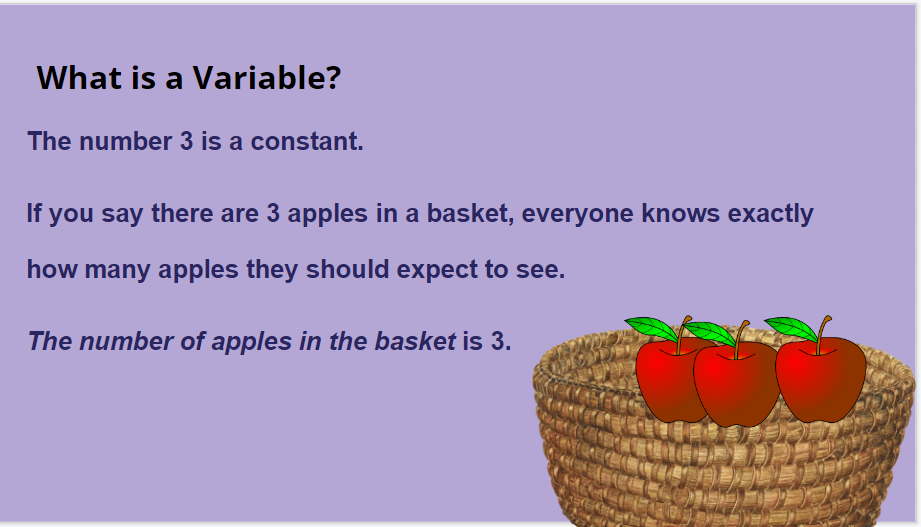 What is a Variable?
The number 3 is a constant.
If you say there are 3 apples in a basket, everyone knows exactly
how many apples they should expect to see.
The number of apples in the basket is 3.